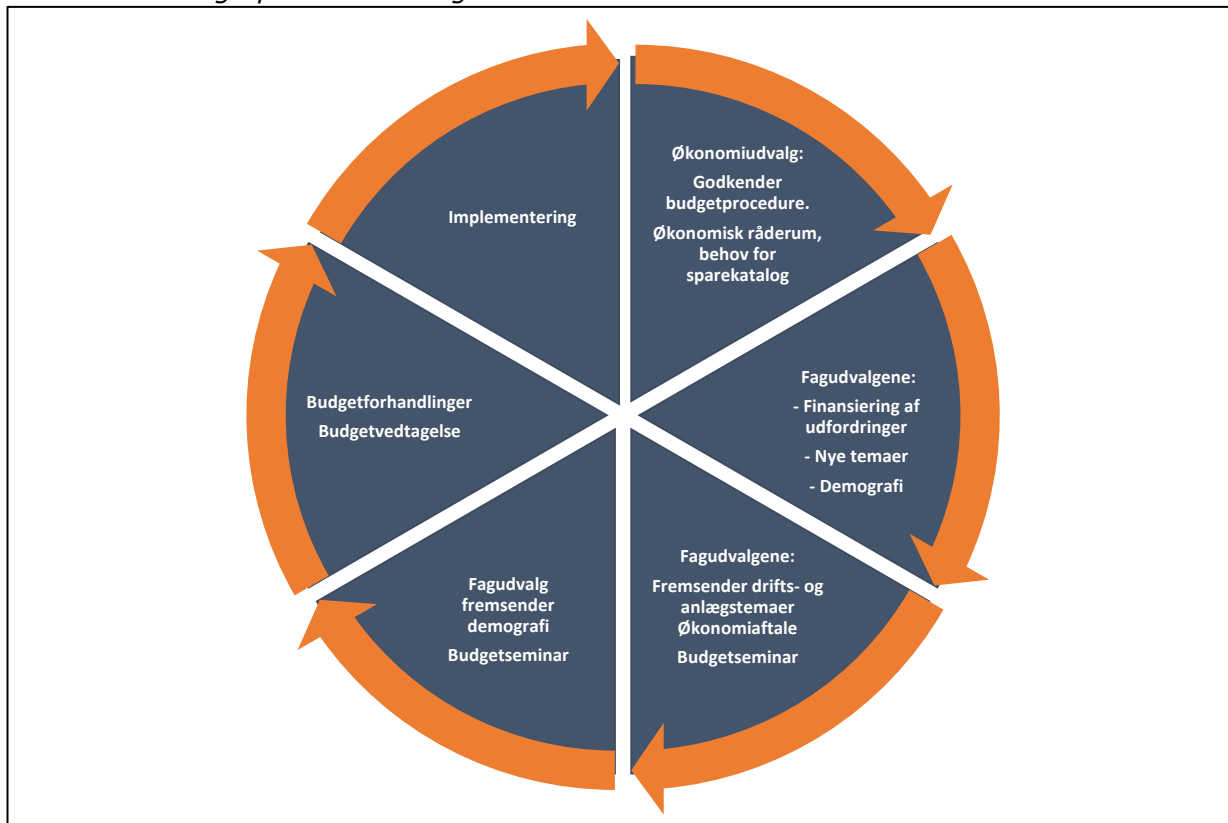 Økonomiudvalg:
Godkender
budgetprocedure.
Økonomisk råderum,
behov for
sparekatalog
Fagudvalgene:
- Finansiering af
udfordringer
- Nye temaer
- Demografi
Fagudvalgene:
Fremsender drifts- og
anlægstemaer
Økonomiaftale
Budgetseminar
Fagudvalg
fremsender
demografi
Budgetseminar
Budgetforhandlinger
Budgetvedtagelse
Implementering